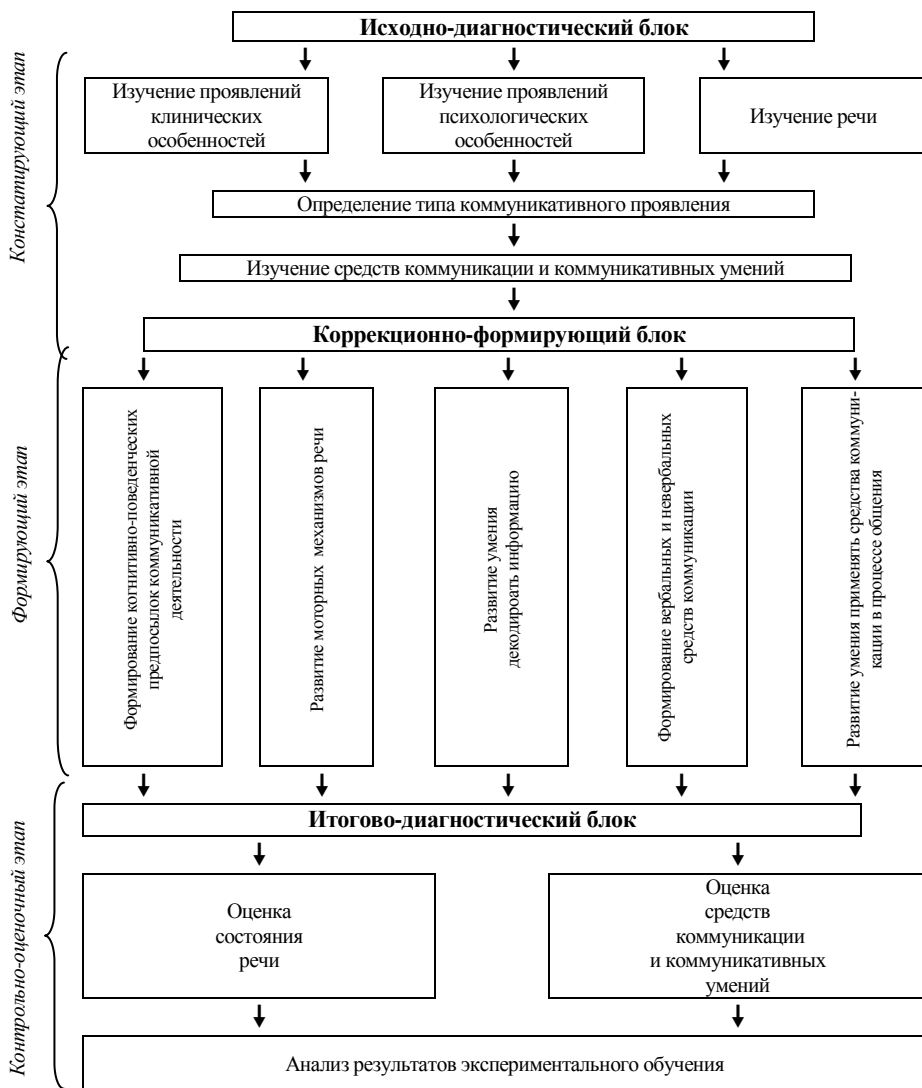 Исходно-диагностический блок
Констатирующий этап
Изучение проявлений
клинических
особенностей
Изучение проявлений
психологических
особенностей
Изучение речи
Определение типа коммуникативного проявления
Изучение средств коммуникации и коммуникативных умений
Коррекционно-формирующий блок
Формирующий этап
Формирование когнитивно-поведенческих
предпосылок коммуникативной
деятельности
Развитие моторных механизмов речи
Развитие умения
декодироать информацию
Формирование вербальных и невербальных
средств коммуникации
Развитие умения применять средства коммуни-
кации в процессе общения
Итогово-диагностический блок
Контрольно-оценочный этап
Оценка
состояния
речи
Оценка
средств
коммуникации
и коммуникативных
умений
Анализ результатов экспериментального обучения